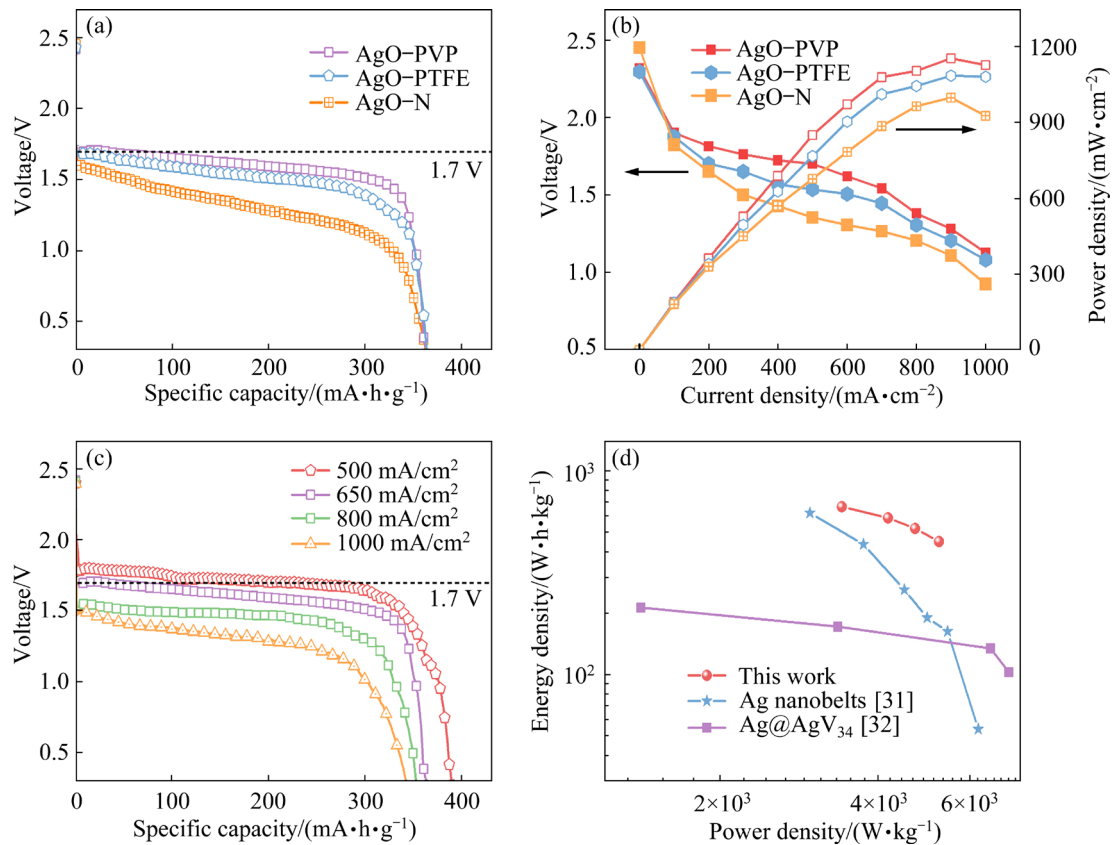 (a)
AgO−PVP
AgO−PTFE
AgO−N
1.7 V
2.5
2.0
1.5
1.0
0.5
Voltage/V
0
100
200
300
400
Specific capacity/(mA•h•g⁻¹)
(b)
AgO−PVP
AgO−PTFE
AgO−N
2.5
2.0
1.5
1.0
0.5
Voltage/V
1200
900
600
300
0
Power density/(mW•cm⁻²)
0
200
400
600
800
1000
Current density/(mA•cm⁻²)
(c)
500 mA/cm²
650 mA/cm²
800 mA/cm²
1000 mA/cm²
1.7 V
2.5
2.0
1.5
1.0
0.5
Voltage/V
0
100
200
300
400
Specific capacity/(mA•h•g⁻¹)
(d)
10³
10²
Energy density/(W•h•kg⁻¹)
This work
Ag nanobelts [31]
Ag@AgV₃₄ [32]
2×10³
4×10³
6×10³
Power density/(W•kg⁻¹)